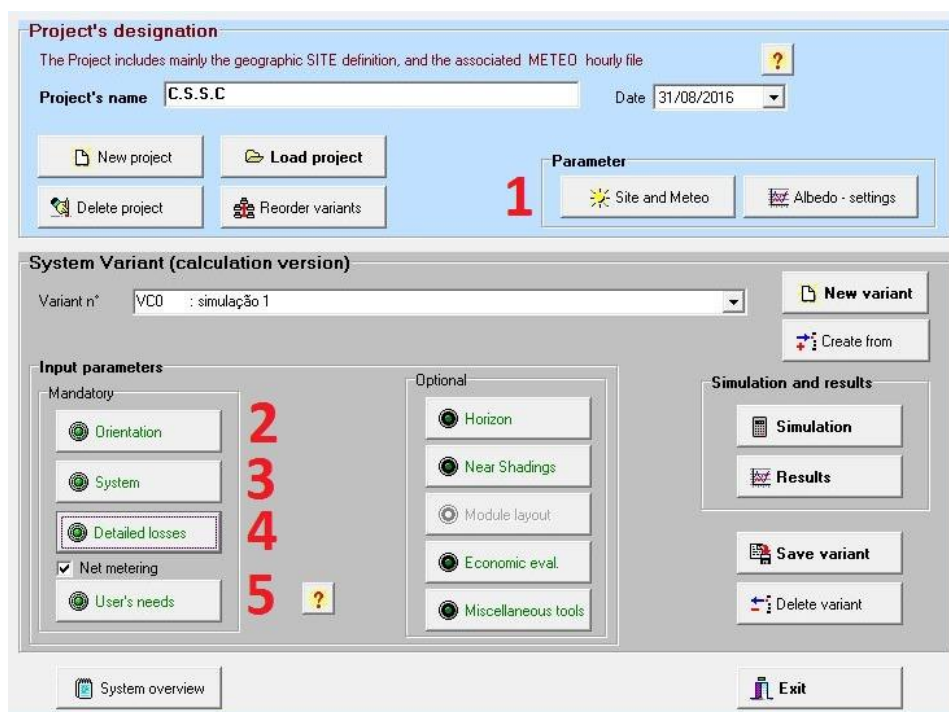 Project's designation
The Project includes mainly the geographic SITE definition, and the associated METEO hourly file
?
Project's name C.S.S.C Date 31/08/2016
New project Load project
Parameter
1 Site and Meteo Albedo - settings
Delete project Reorder variants
System Variant (calculation version)
Variant n° VC0 : simulação 1
New variant
Create from
Input parameters
Mandatory
Orientation 2
System 3
Detailed losses 4
Net metering
User's needs 5 ?
Optional
Horizon
Near Shadings
Module layout
Economic eval.
Miscellaneous tools
Simulation and results
Simulation
Results
Save variant
Delete variant
System overview Exit